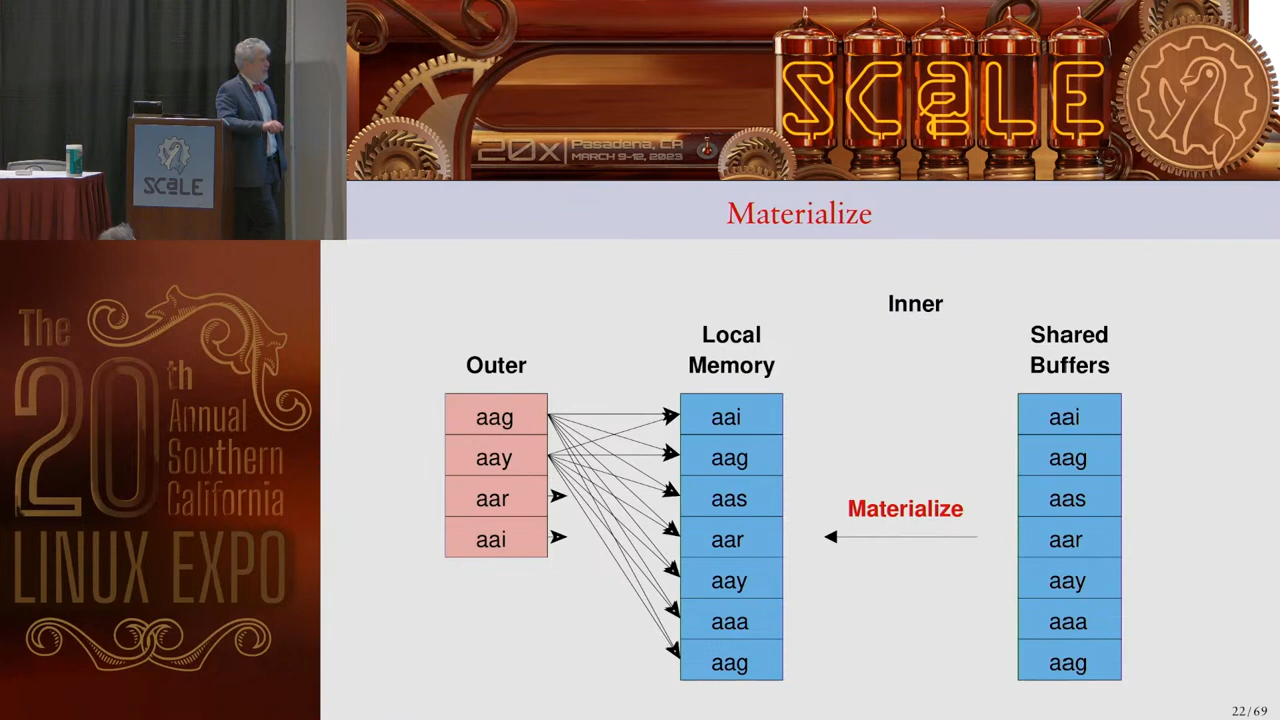 SCaLE
20x
Pasadena, CA
MARCH 9-12, 2023
SCaLE
The
20th
Annual
Southern
California
LINUX EXPO
Materialize
Inner
Outer
Local
Memory
Shared
Buffers
aag
aay
aar
aai
aai
aag
aas
aar
aay
aaa
aag
Materialize
aai
aag
aas
aar
aay
aaa
aag
22/69